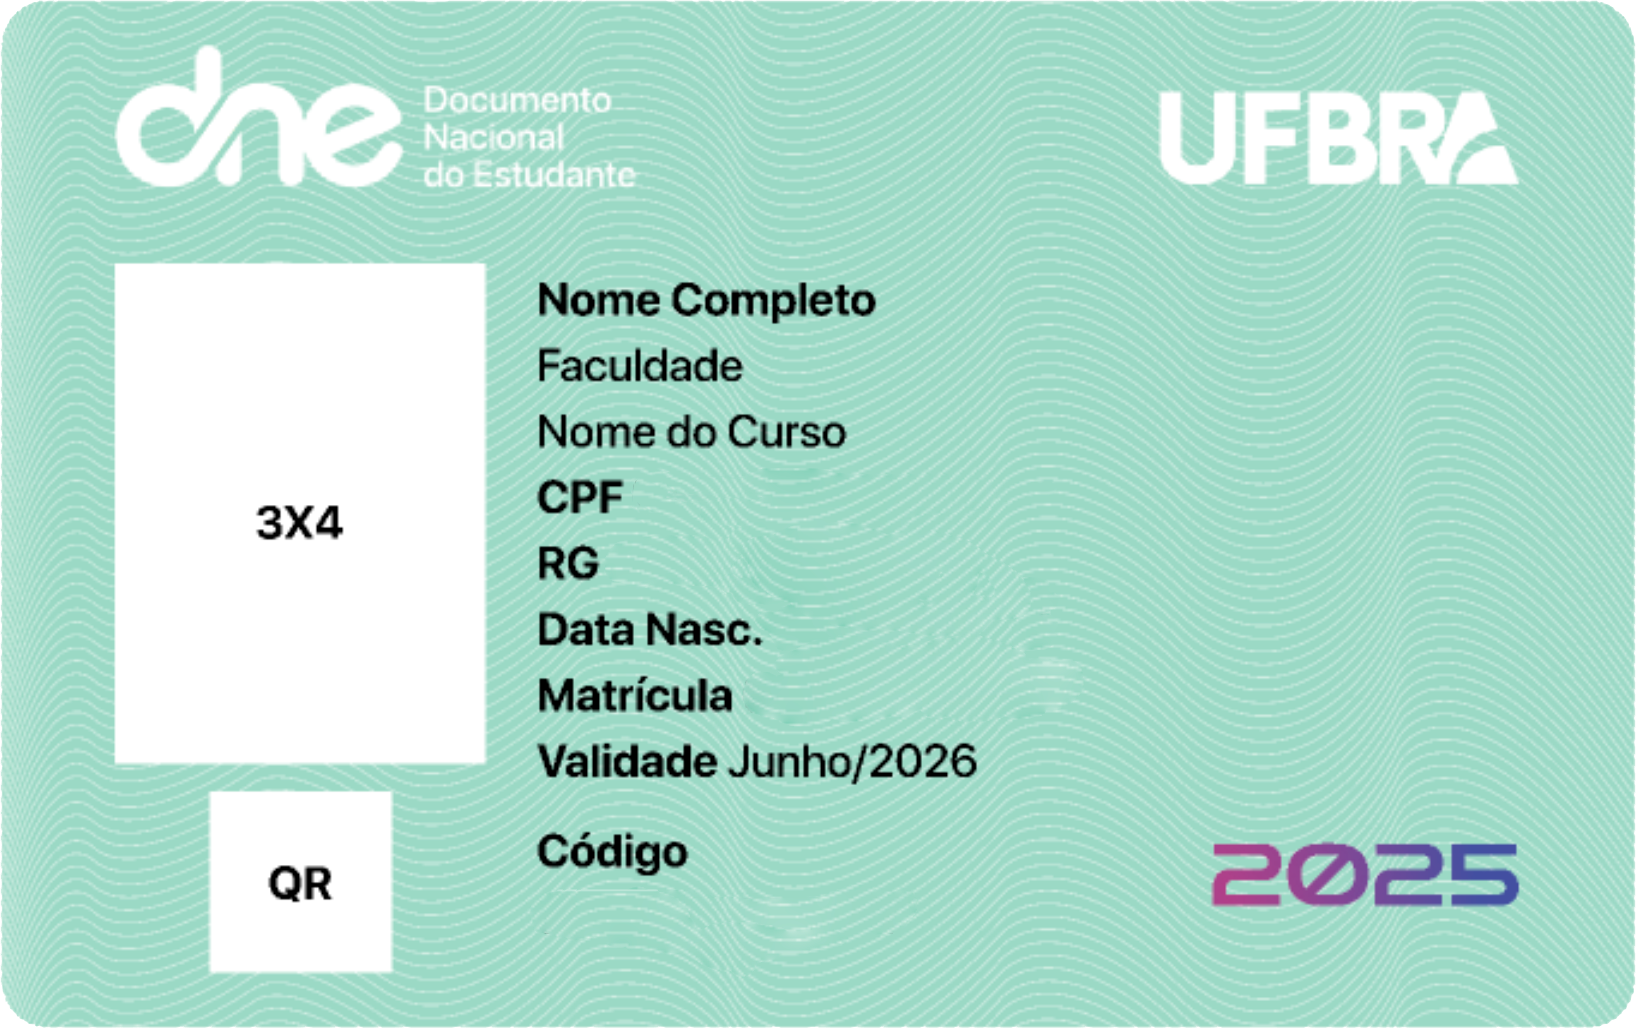 dne
Documento
Nacional
do Estudante
UFBRA
Nome Completo
Faculdade
Nome do Curso
CPF
RG
Data Nasc.
Matrícula
Validade Junho/2026
Código
3X4
QR
2025